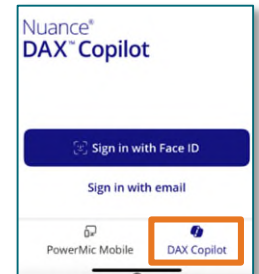 Nuance®
DAX™ Copilot
Sign in with Face ID
Sign in with email
PowerMic Mobile
DAX Copilot